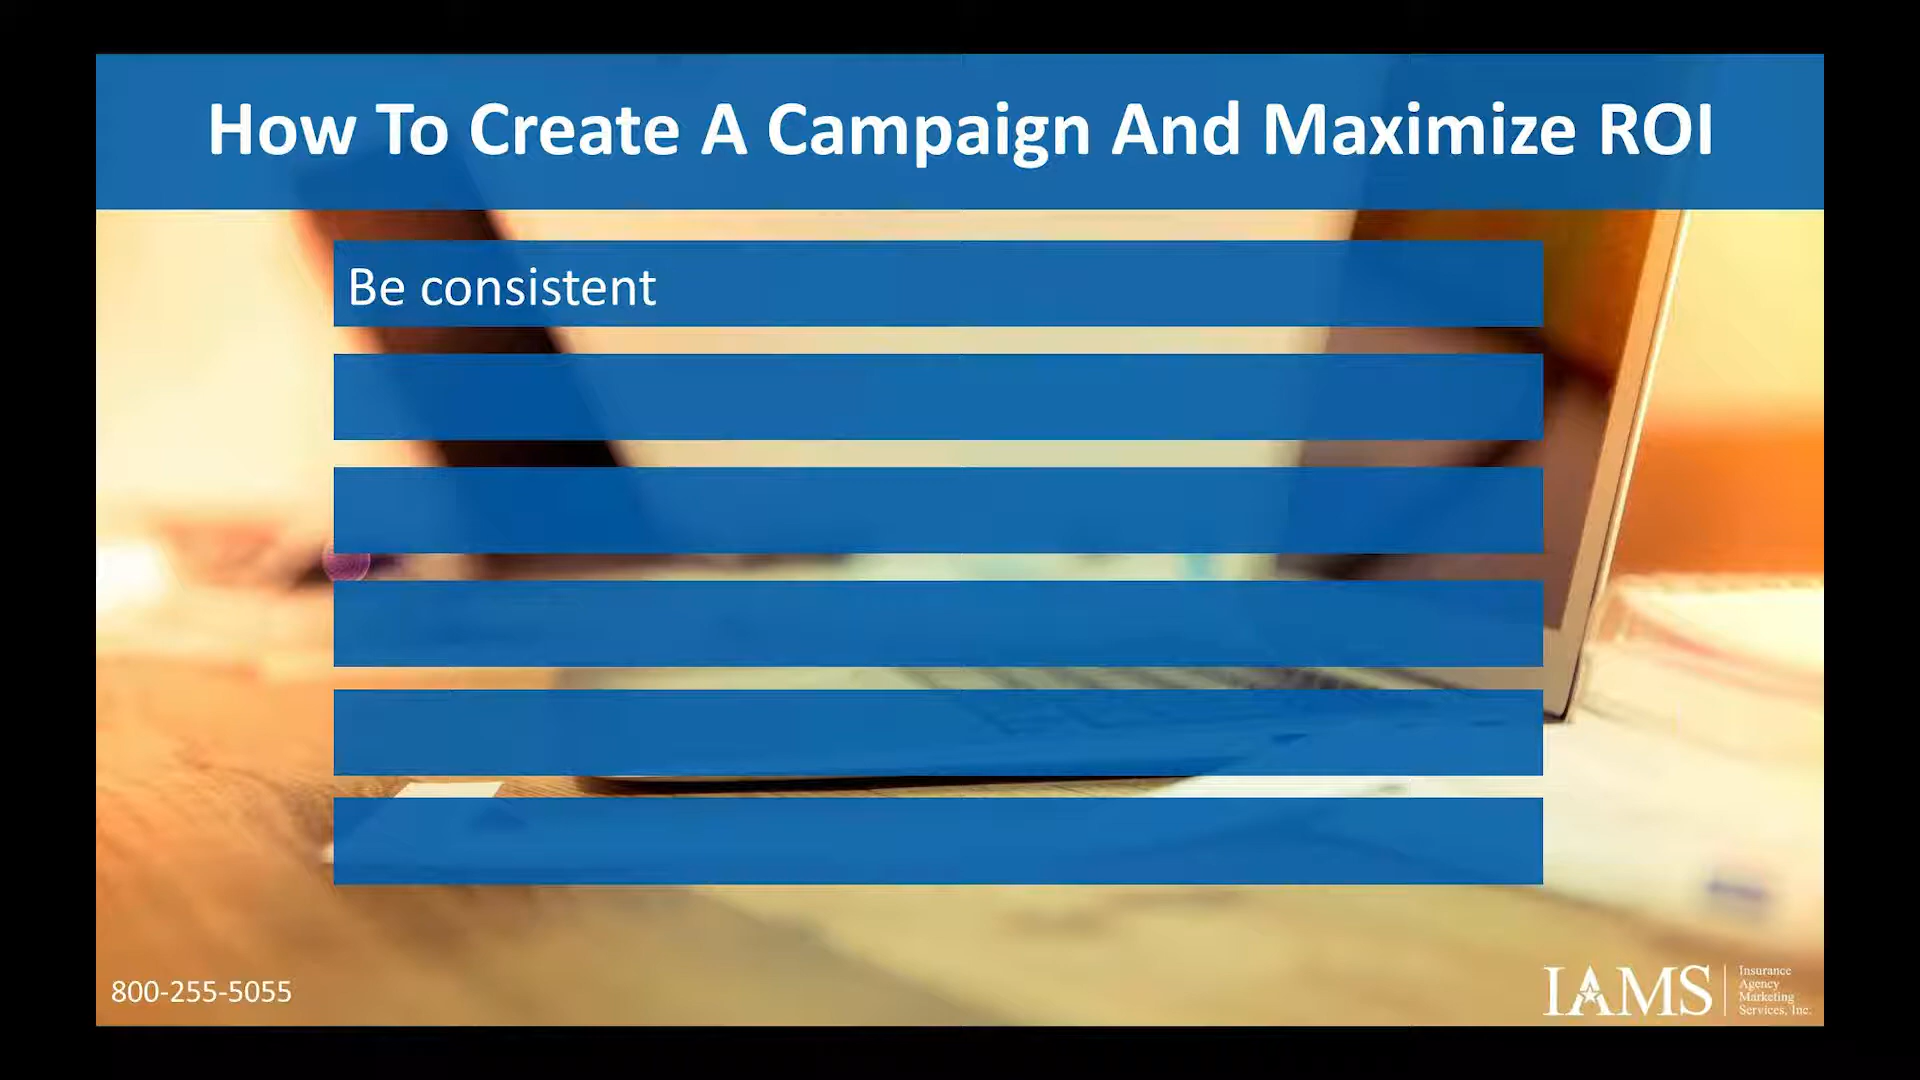 How To Create A Campaign And Maximize ROI
Be consistent
800-255-5055
IAMS
Insurance
Agency
Marketing
Services, Inc.